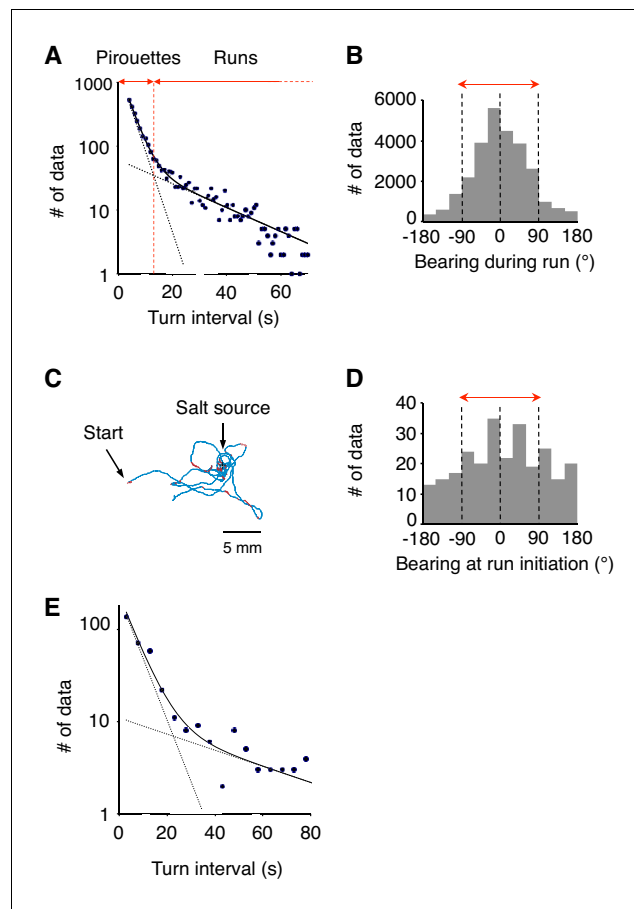 A
Pirouettes Runs
1000
100
10
1
# of data
0 20 40 60
Turn interval (s)
B
6000
4000
2000
0
# of data
-180 -90 0 90 180
Bearing during run (°)
C
Salt source
Start
5 mm
D
40
30
20
10
0
# of data
-180 -90 0 90 180
Bearing at run initiation (°)
E
100
10
1
# of data
0 20 40 60 80
Turn interval (s)